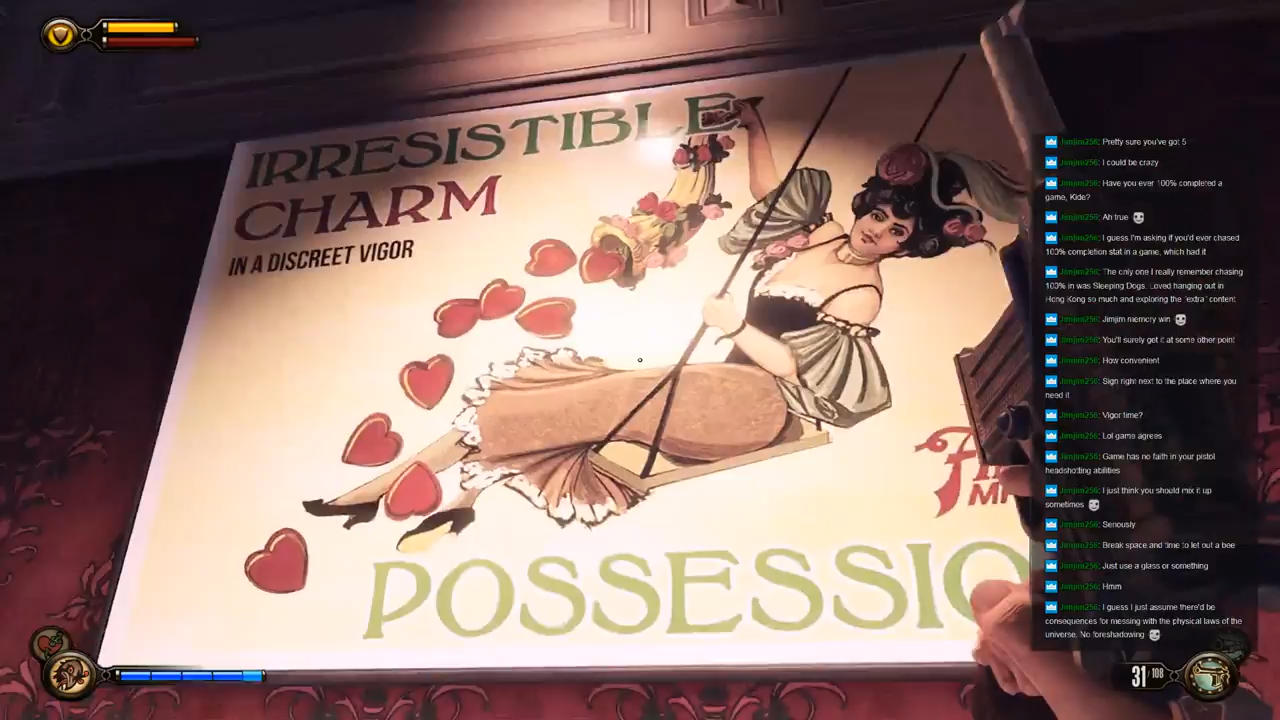 IRRESISTIBLE
CHARM
IN A DISCREET VIGOR
POSSESSIO
JimJim256: Pretty sure you've got 5
JimJim256: I could be crazy
JimJim256: Have you ever 100% completed a
game, Kide?
JimJim256: Ah true
JimJim256: I guess I'm asking if you'd ever chased
100% completion stat in a game, which had it
JimJim256: The only one I really remember chasing
100% in was Sleeping Dogs. Loved hanging out in
Hong Kong so much and exploring the "extra" content
JimJim256: Jimjim memory win
JimJim256: You'll surely get it at some other point
JimJim256: How convenient
JimJim256: Sign right next to the place where you
need it
JimJim256: Vigor time?
JimJim256: Lol game agrees
JimJim256: Game has no faith in your pistol
headshotting abilities
JimJim256: I just think you should mix it up
sometimes
JimJim256: Seriously
JimJim256: Break space and time to let out a bee
JimJim256: Just use a glass or something
JimJim256: Hmm
JimJim256: I guess I just assume there'd be
consequences for messing with the physical laws of the
universe. No foreshadowing
31/108